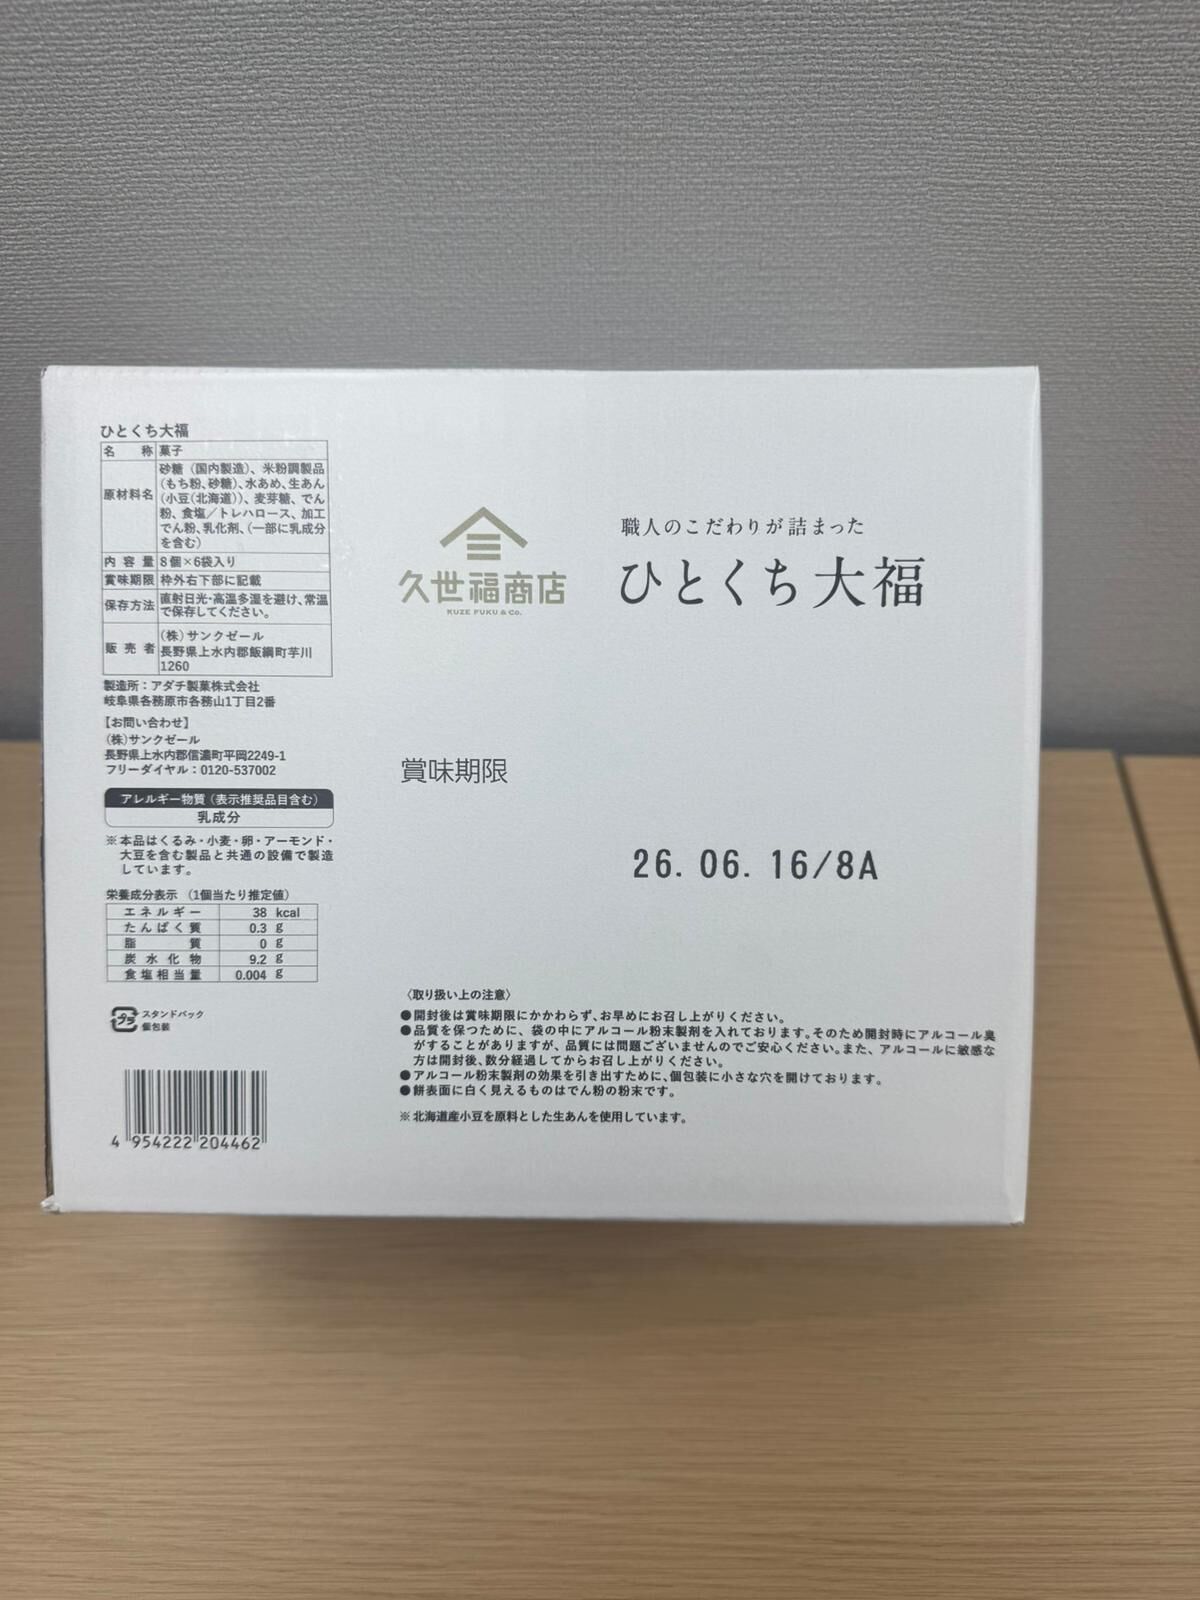 ひとくち大福
名称 菓子
原材料名 砂糖（国内製造）、米粉調製品
（もち粉、砂糖）、水あめ、生あん
（小豆（北海道））、麦芽糖、でん
粉、食塩／トレハロース、加工
でん粉、乳化剤、（一部に乳成分
を含む）
内容量 8個×6袋入り
賞味期限 枠外右下部に記載
保存方法 直射日光・高温多湿を避け、常温
で保存してください。
販売者 （株）サンクゼール
長野県上水内郡飯綱町芋川
1260
製造所：アダチ製菓株式会社
岐阜県各務原市各務山1丁目2番
【お問い合わせ】
（株）サンクゼール
長野県上水内郡信濃町平岡2249-1
フリーダイヤル：0120-537002
アレルギー物質（表示推奨品目含む）
乳成分
※本品はくるみ・小麦・卵・アーモンド・
大豆を含む製品と共通の設備で製造
しています。
栄養成分表示 （1個当たり推定値）
エネルギー 38 kcal
たんぱく質 0.3 g
脂質 0 g
炭水化物 9.2 g
食塩相当量 0.004 g
プラ
スタンドパック
個包装
4 954222 204462
久世福商店
KUZE FUKU & Co.
職人のこだわりが詰まった
ひとくち大福
賞味期限
26. 06. 16/8A
〈取り扱い上の注意〉
●開封後は賞味期限にかかわらず、お早めにお召し上がりください。
●品質を保つために、袋の中にアルコール粉末製剤を入れております。そのため開封時にアルコール臭
がすることがありますが、品質には問題ございませんのでご安心ください。また、アルコールに敏感な
方は開封後、数分経過してからお召し上がりください。
●アルコール粉末製剤の効果を引き出すために、個包装に小さな穴を開けております。
●餅表面に白く見えるものはでん粉の粉末です。
※北海道産小豆を原料とした生あんを使用しています。